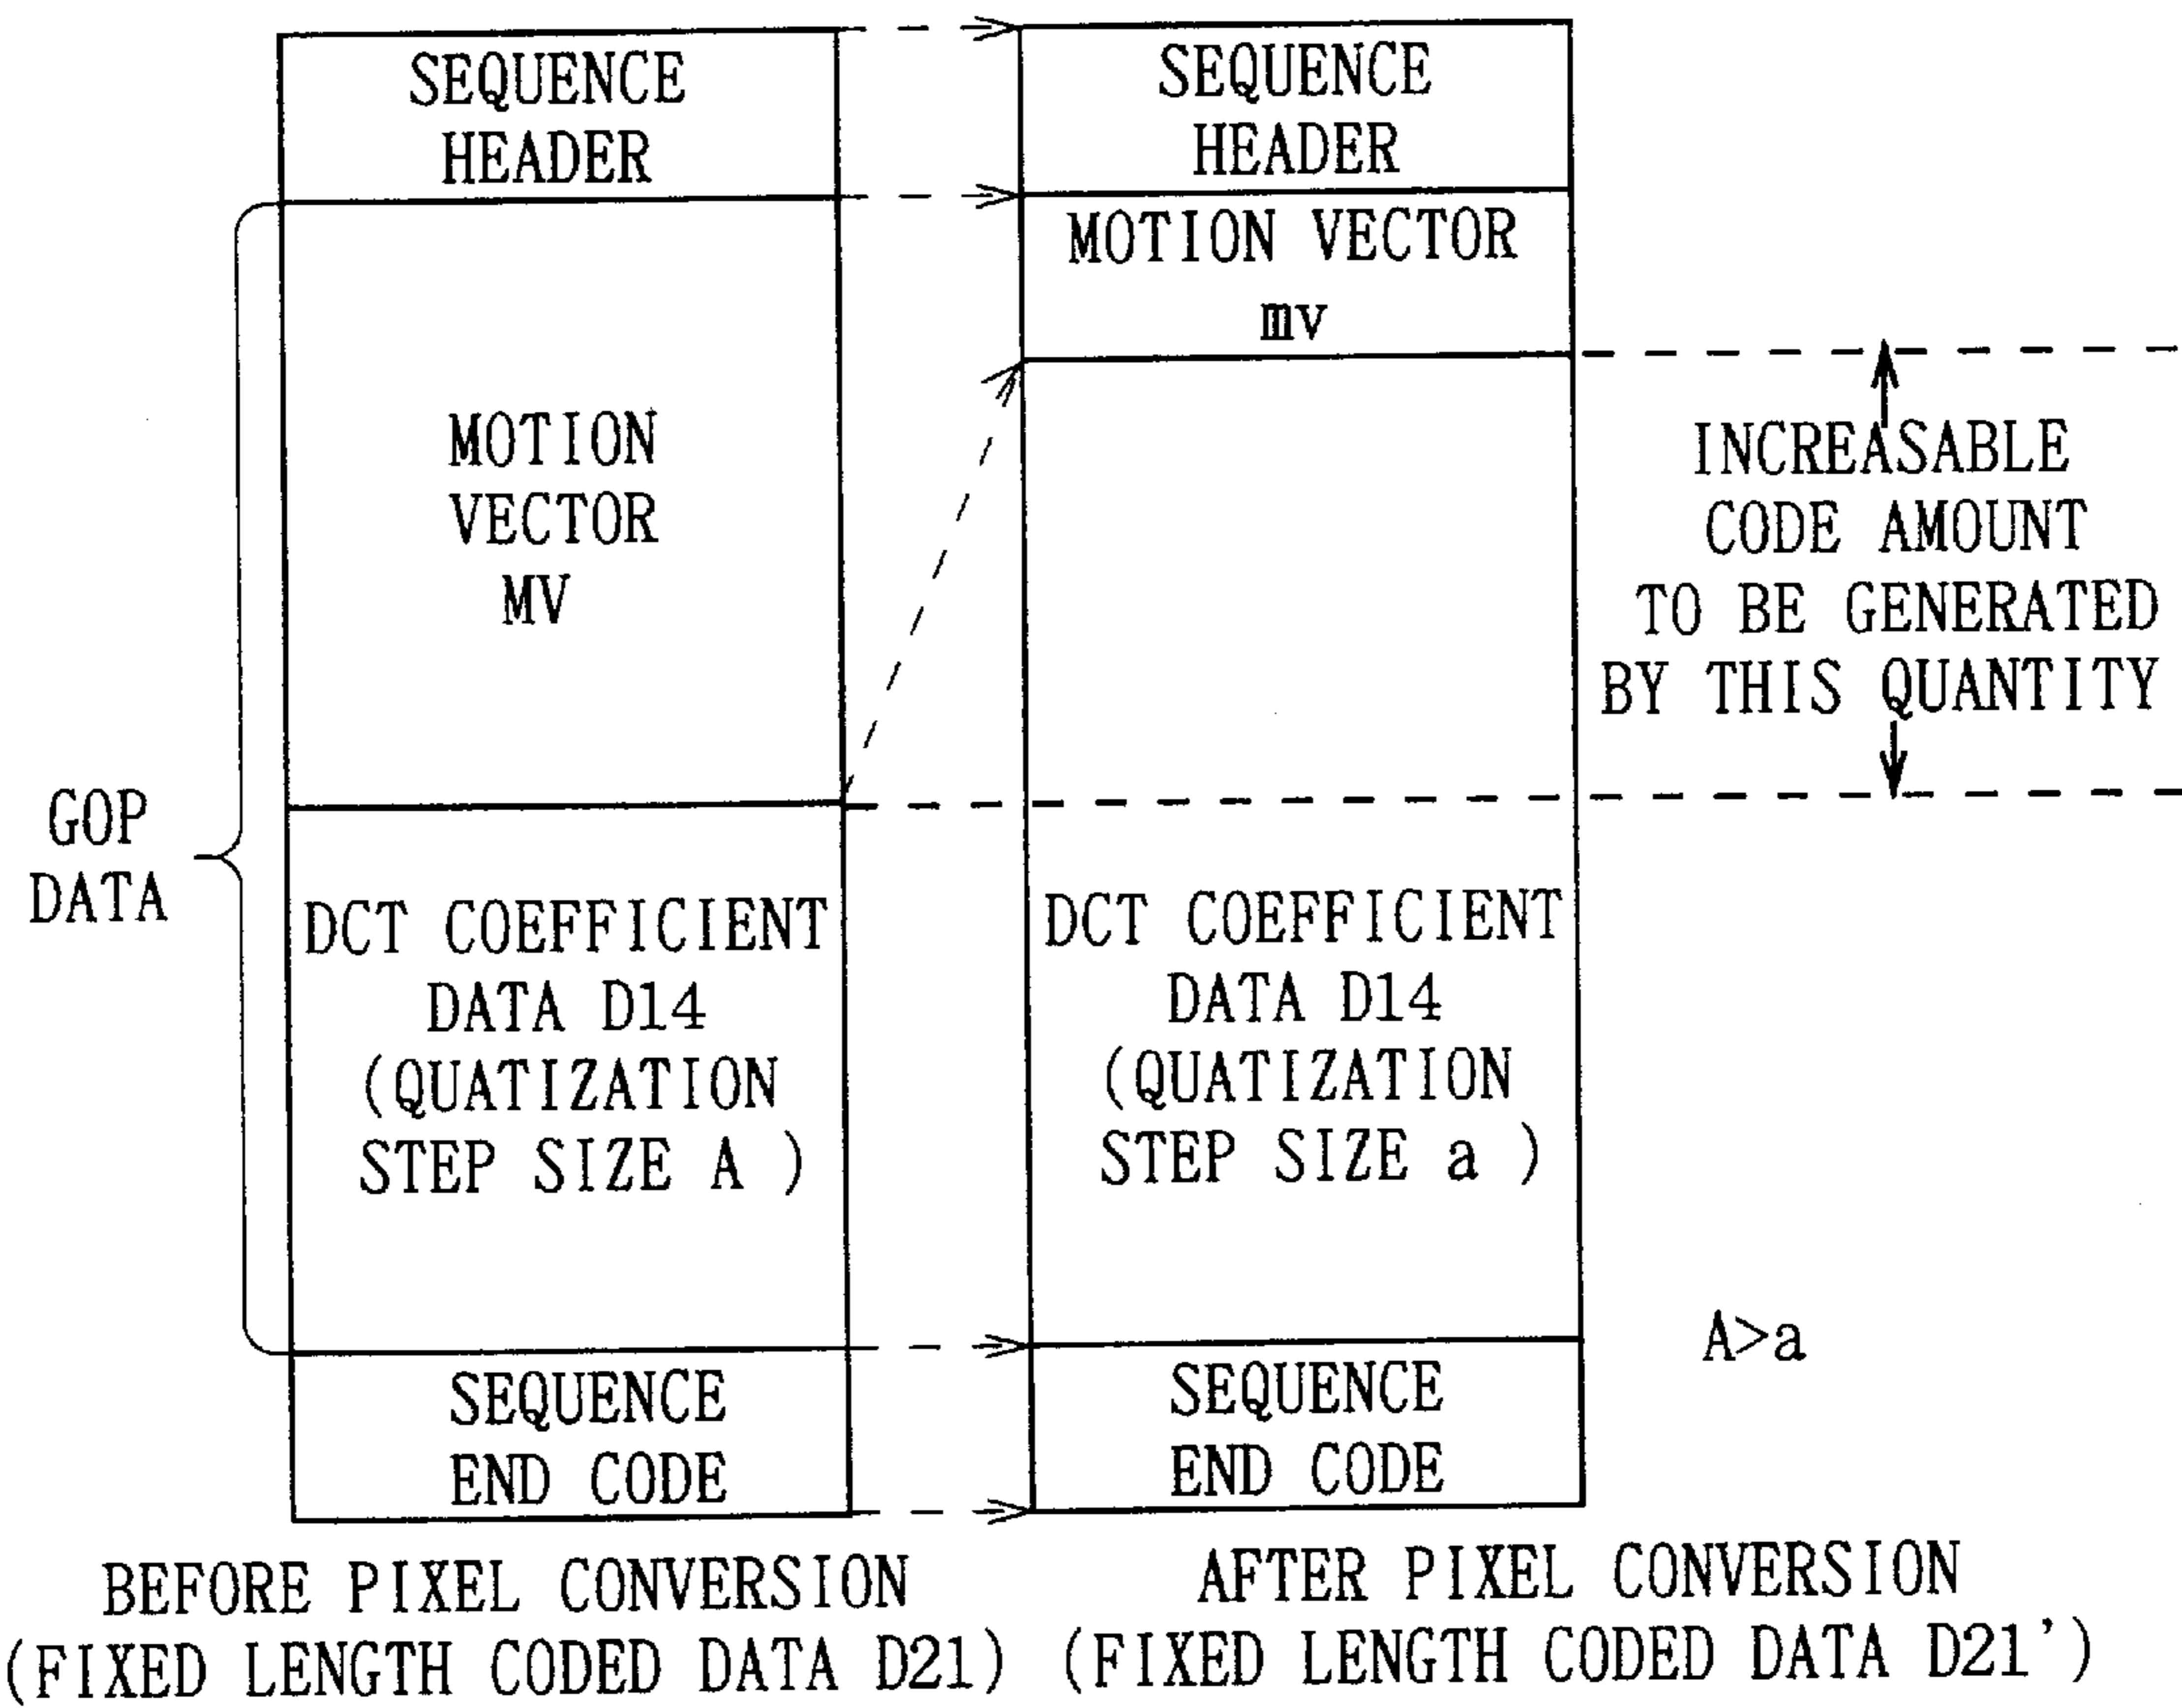 SEQUENCE
HEADER
MOTION
VECTOR
MV
DCT COEFFICIENT
DATA D14
(QUATIZATION
STEP SIZE A )
SEQUENCE
END CODE
GOP
DATA
BEFORE PIXEL CONVERSION
(FIXED LENGTH CODED DATA D21)
SEQUENCE
HEADER
MOTION VECTOR
mv
DCT COEFFICIENT
DATA D14
(QUATIZATION
STEP SIZE a )
SEQUENCE
END CODE
AFTER PIXEL CONVERSION
(FIXED LENGTH CODED DATA D21')
INCREASABLE
CODE AMOUNT
TO BE GENERATED
BY THIS QUANTITY
A>a